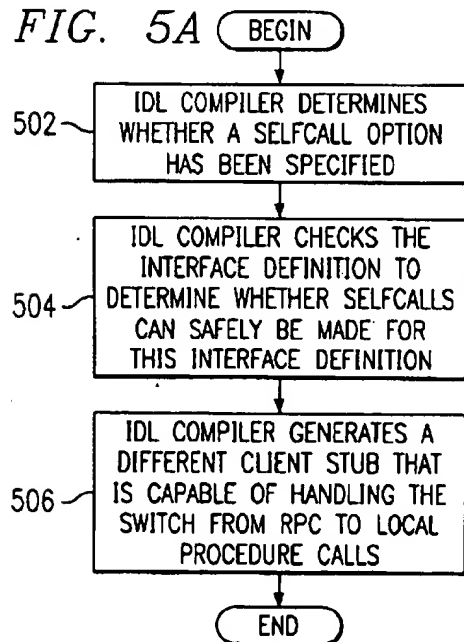 FIG. 5A
BEGIN
502
IDL COMPILER DETERMINES
WHETHER A SELFCALL OPTION
HAS BEEN SPECIFIED
504
IDL COMPILER CHECKS THE
INTERFACE DEFINITION TO
DETERMINE WHETHER SELFCALLS
CAN SAFELY BE MADE FOR
THIS INTERFACE DEFINITION
506
IDL COMPILER GENERATES A
DIFFERENT CLIENT STUB THAT
IS CAPABLE OF HANDLING THE
SWITCH FROM RPC TO LOCAL
PROCEDURE CALLS
END